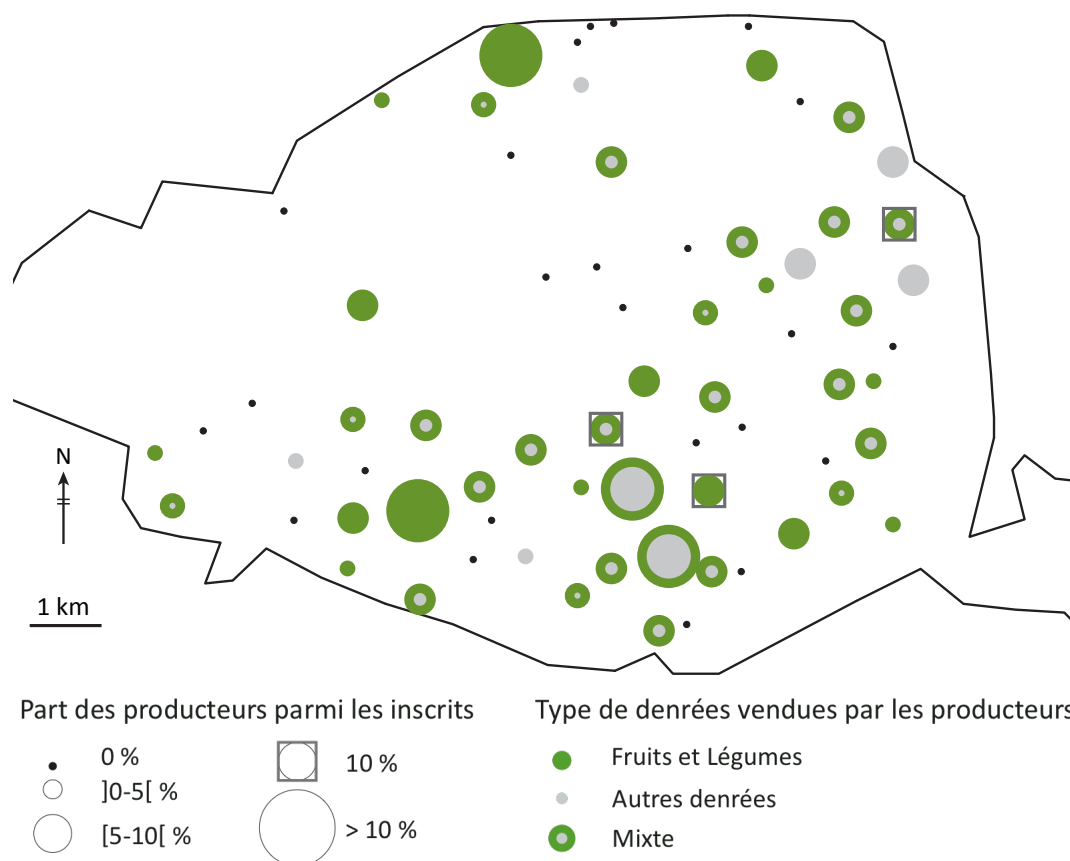 N
1 km
Part des producteurs parmi les inscrits
0 %
]0-5[ %
[5-10[ %
10 %
> 10 %
Type de denrées vendues par les producteurs
Fruits et Légumes
Autres denrées
Mixte